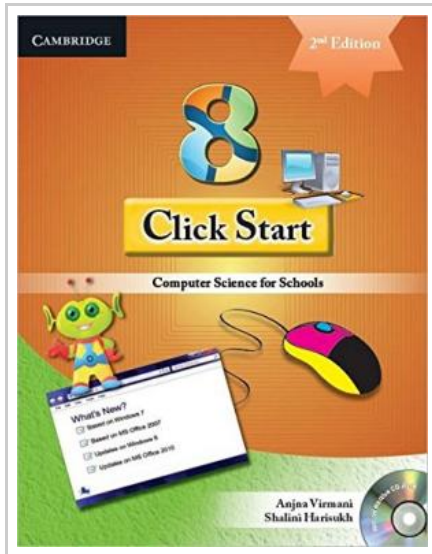 CAMBRIDGE
2nd Edition
8
Click Start
Computer Science for Schools
What's New?
Based on Windows 7
Based on MS Office 2007
Updates on Windows 8
Updates on MS Office 2010
Anjna Virmani
Shalini Harisukh